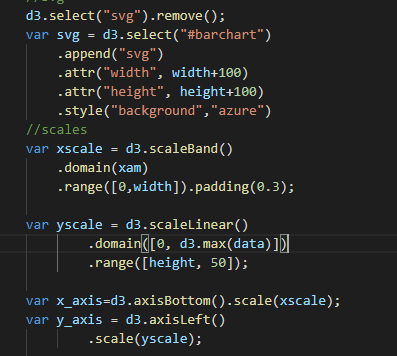 d3.select("svg").remove();
var svg = d3.select("#barchart")
.append("svg")
.attr("width", width+100)
.attr("height", height+100)
.style("background","azure")
//scales
var xscale = d3.scaleBand()
.domain(xam)
.range([0,width]).padding(0.3);
var yscale = d3.scaleLinear()
.domain([0, d3.max(data)])
.range([height, 50]);
var x_axis=d3.axisBottom().scale(xscale);
var y_axis = d3.axisLeft()
.scale(yscale);